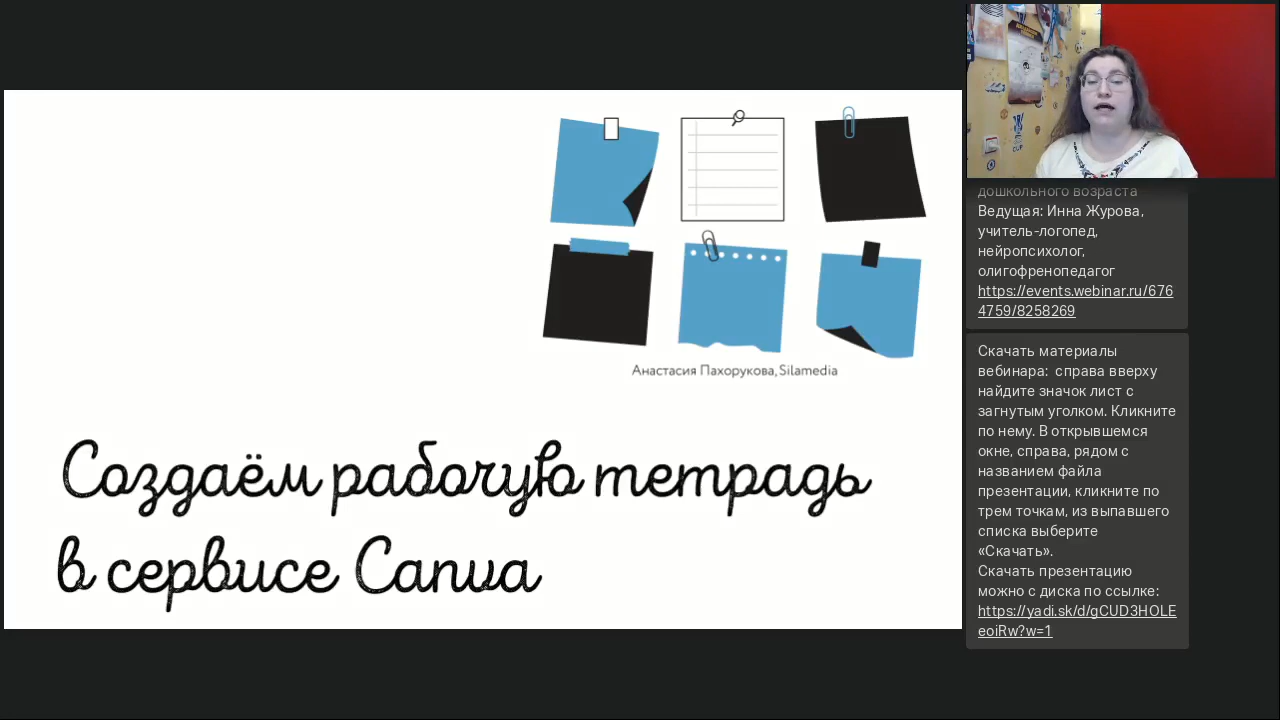 Анастасия Пахорукова, Silamedia
Создаём рабочую тетрадь
в сервисе Canva
дошкольного возраста
Ведущая: Инна Журова,
учитель-логопед,
нейропсихолог,
олигофренопедагог
https://events.webinar.ru/676
4759/8258269
Скачать материалы
вебинара:  справа вверху
найдите значок лист с
загнутым уголком. Кликните
по нему. В открывшемся
окне, справа, рядом с
названием файла
презентации, кликните по
трем точкам, из выпавшего
списка выберите
«Скачать».
Скачать презентацию
можно с диска по ссылке:
https://yadi.sk/d/gCUD3HOLE
eoiRw?w=1